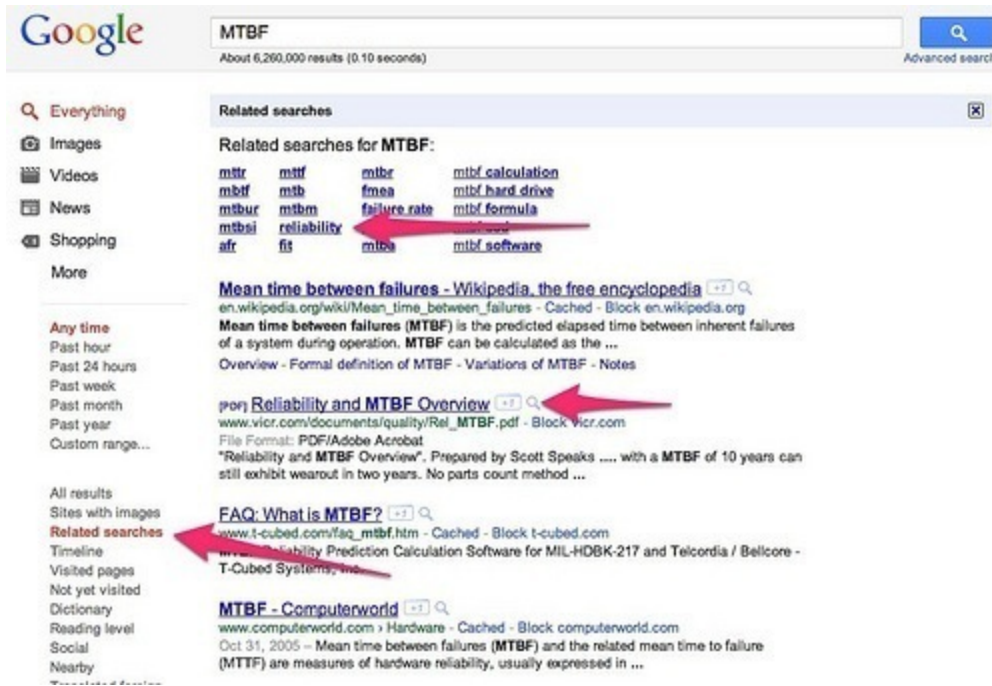 Google
MTBF
About 6,260,000 results (0.10 seconds)
Advanced search
Everything
Images
Videos
News
Shopping
More
Any time
Past hour
Past 24 hours
Past week
Past month
Past year
Custom range...
All results
Sites with images
Related searches
Timeline
Visited pages
Not yet visited
Dictionary
Reading level
Social
Nearby
Related searches
Related searches for MTBF:
mttr mttf mtbr mtbf calculation
mbtf mtb fmea mtbf hard drive
mtbur mtbm failure rate mtbf formula
mtbsi reliability
afr fit mtba mtbf software
Mean time between failures - Wikipedia, the free encyclopedia +1
en.wikipedia.org/wiki/Mean_time_between_failures - Cached - Block en.wikipedia.org
Mean time between failures (MTBF) is the predicted elapsed time between inherent failures
of a system during operation. MTBF can be calculated as the ...
Overview - Formal definition of MTBF - Variations of MTBF - Notes
[PDF] Reliability and MTBF Overview +1
www.vicr.com/documents/quality/Rel_MTBF.pdf - Block vicr.com
File Format: PDF/Adobe Acrobat
"Reliability and MTBF Overview". Prepared by Scott Speaks .... with a MTBF of 10 years can
still exhibit wearout in two years. No parts count method ...
FAQ: What is MTBF? +1
www.t-cubed.com/faq_mtbf.htm - Cached - Block t-cubed.com
Reliability Prediction Calculation Software for MIL-HDBK-217 and Telcordia / Bellcore -
T-Cubed Systems, Inc.
MTBF - Computerworld +1
www.computerworld.com › Hardware - Cached - Block computerworld.com
Oct 31, 2005 – Mean time between failures (MTBF) and the related mean time to failure
(MTTF) are measures of hardware reliability, usually expressed in ...